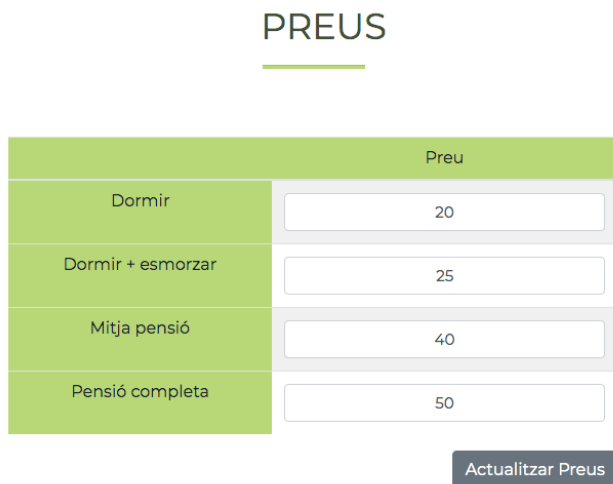 PREUS
Preu
Dormir
20
Dormir + esmorzar
25
Mitja pensió
40
Pensió completa
50
Actualitzar Preus